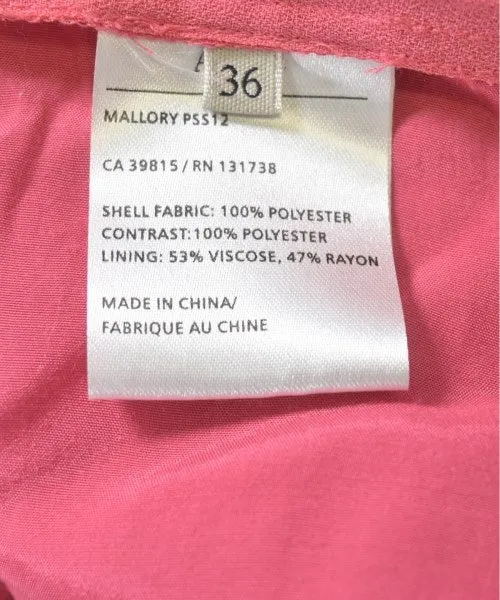 36
MALLORY PSS12
CA 39815 / RN 131738
SHELL FABRIC: 100% POLYESTER
CONTRAST:100% POLYESTER
LINING: 53% VISCOSE, 47% RAYON
MADE IN CHINA/
FABRIQUE AU CHINE